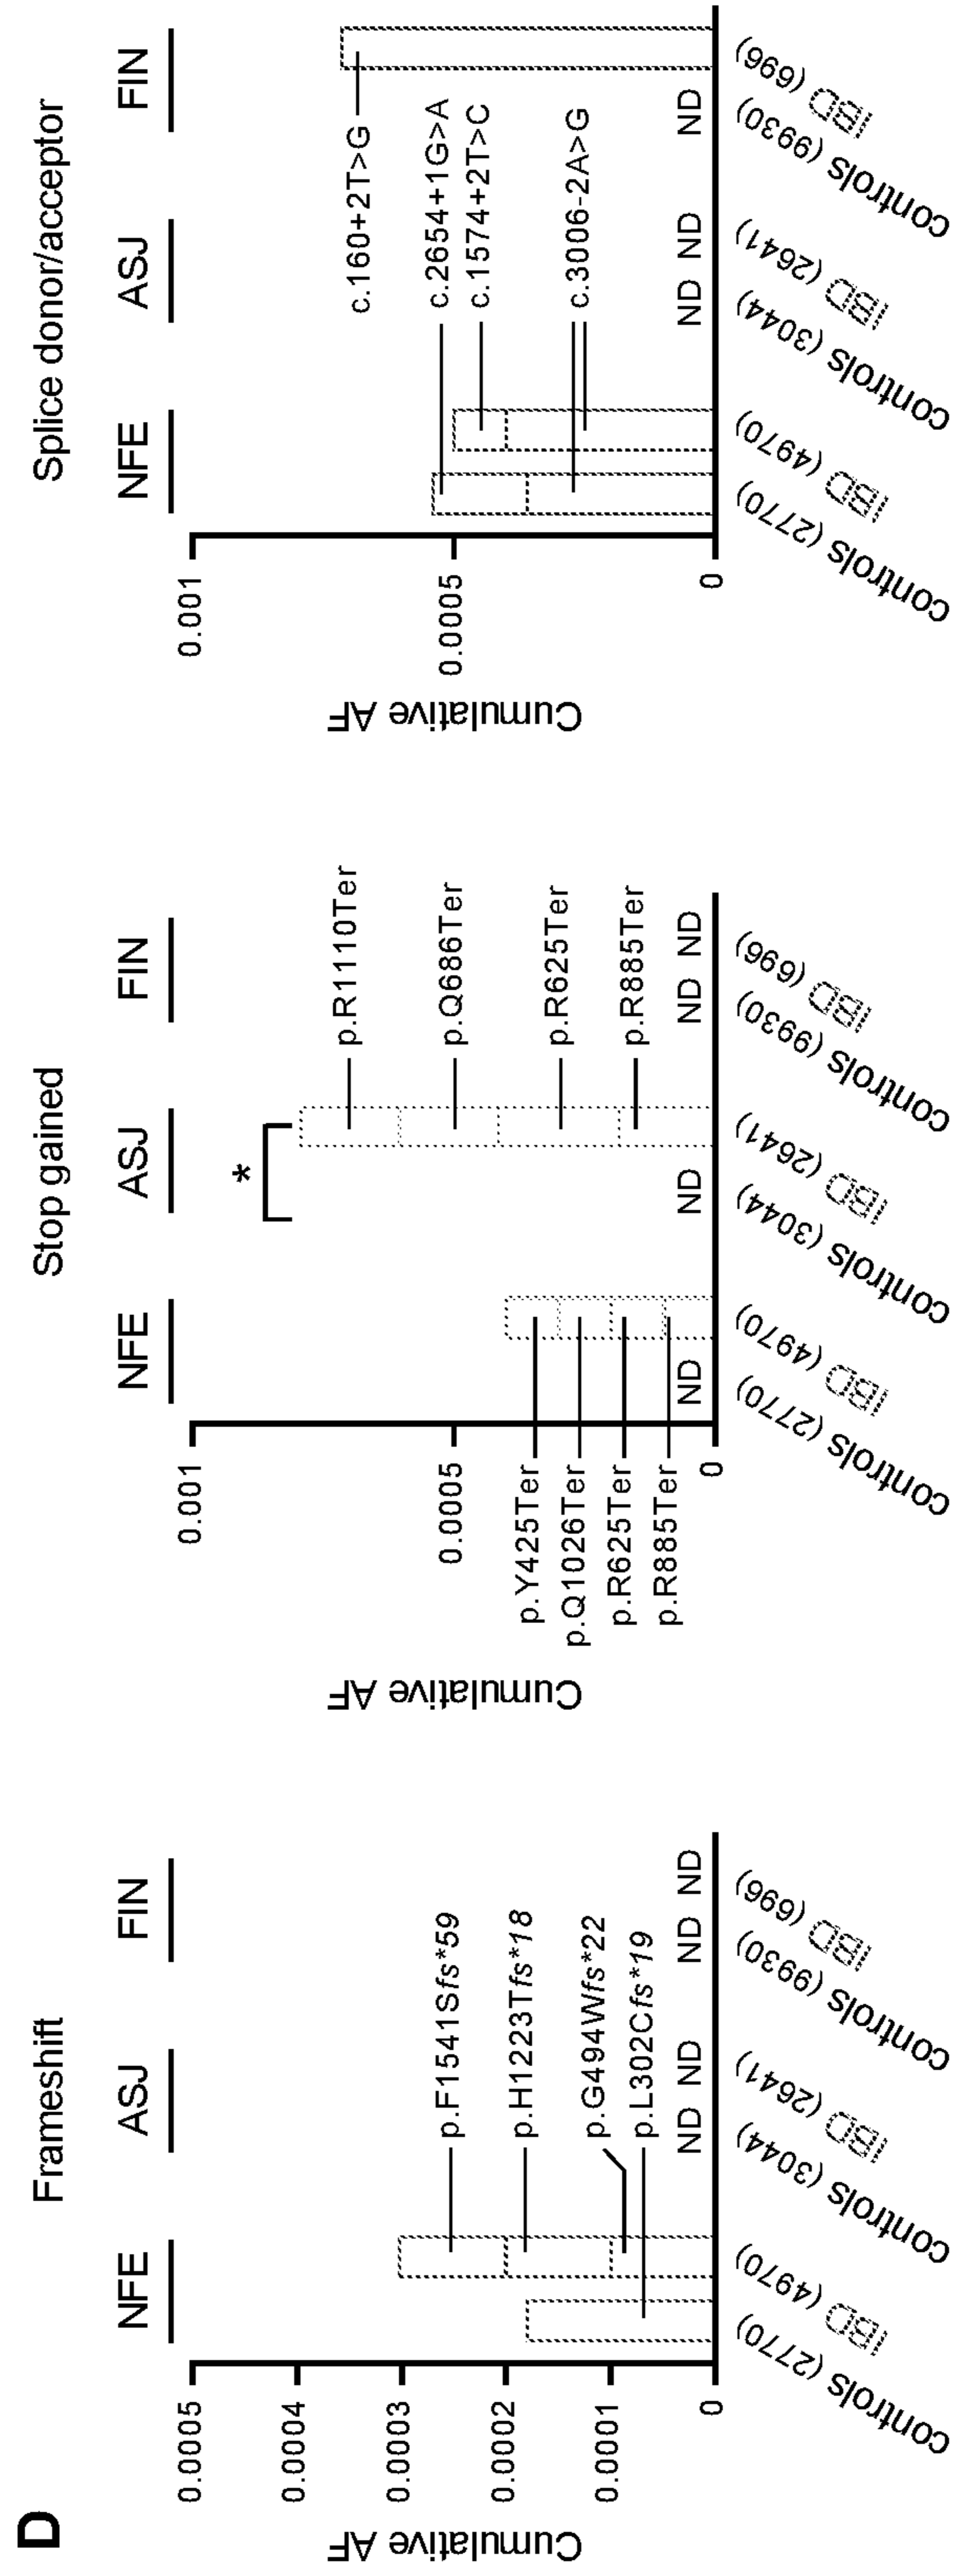 D
Frameshift
NFE
ASJ
FIN
Cumulative AF
0.0005
0.0004
0.0003
0.0002
0.0001
0
p.F1541Sfs*59
p.H1223Tfs*18
p.G494Wfs*22
p.L302Cfs*19
ND ND
ND ND
Controls (2770)
IBD (4970)
Controls (3044)
IBD (2641)
Controls (9930)
IBD (696)
Stop gained
NFE
ASJ
FIN
Cumulative AF
0.001
0.0005
0
*
p.Y425Ter
p.Q1026Ter
p.R625Ter
p.R885Ter
p.R1110Ter
p.Q686Ter
p.R625Ter
p.R885Ter
ND
ND
ND ND
Controls (2770)
IBD (4970)
Controls (3044)
IBD (2641)
Controls (9930)
IBD (696)
Splice donor/acceptor
NFE
ASJ
FIN
Cumulative AF
0.001
0.0005
0
c.160+2T>G
c.2654+1G>A
c.1574+2T>C
c.3006-2A>G
ND ND
ND
Controls (2770)
IBD (4970)
Controls (3044)
IBD (2641)
Controls (9930)
IBD (696)